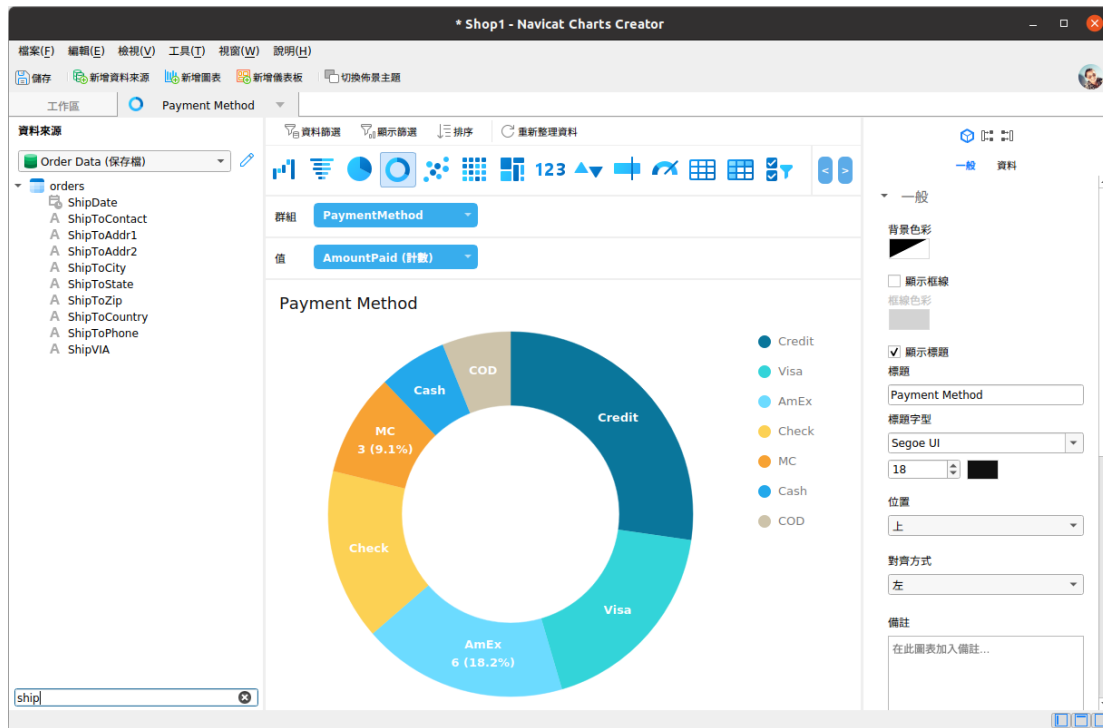 * Shop1 - Navicat Charts Creator
檔案(F) 編輯(E) 檢視(V) 工具(T) 視窗(W) 說明(H)
儲存 新增資料來源 新增圖表 新增儀表板 切換佈景主題
工作區 Payment Method
資料來源
Order Data (保存檔)
orders
ShipDate
A ShipToContact
A ShipToAddr1
A ShipToAddr2
A ShipToCity
A ShipToState
A ShipToZip
A ShipToCountry
A ShipToPhone
A ShipVIA
ship
資料篩選 顯示篩選 排序 重新整理資料
123
< >
群組 PaymentMethod
值 AmountPaid (計數)
Payment Method
COD
Cash
Credit
MC
3 (9.1%)
Check
Visa
AmEx
6 (18.2%)
Credit
Visa
AmEx
Check
MC
Cash
COD
一般 資料
一般
背景色彩
顯示框線
框線色彩
顯示標題
標題
Payment Method
標題字型
Segoe UI
18
位置
上
對齊方式
左
備註
在此圖表加入備註...